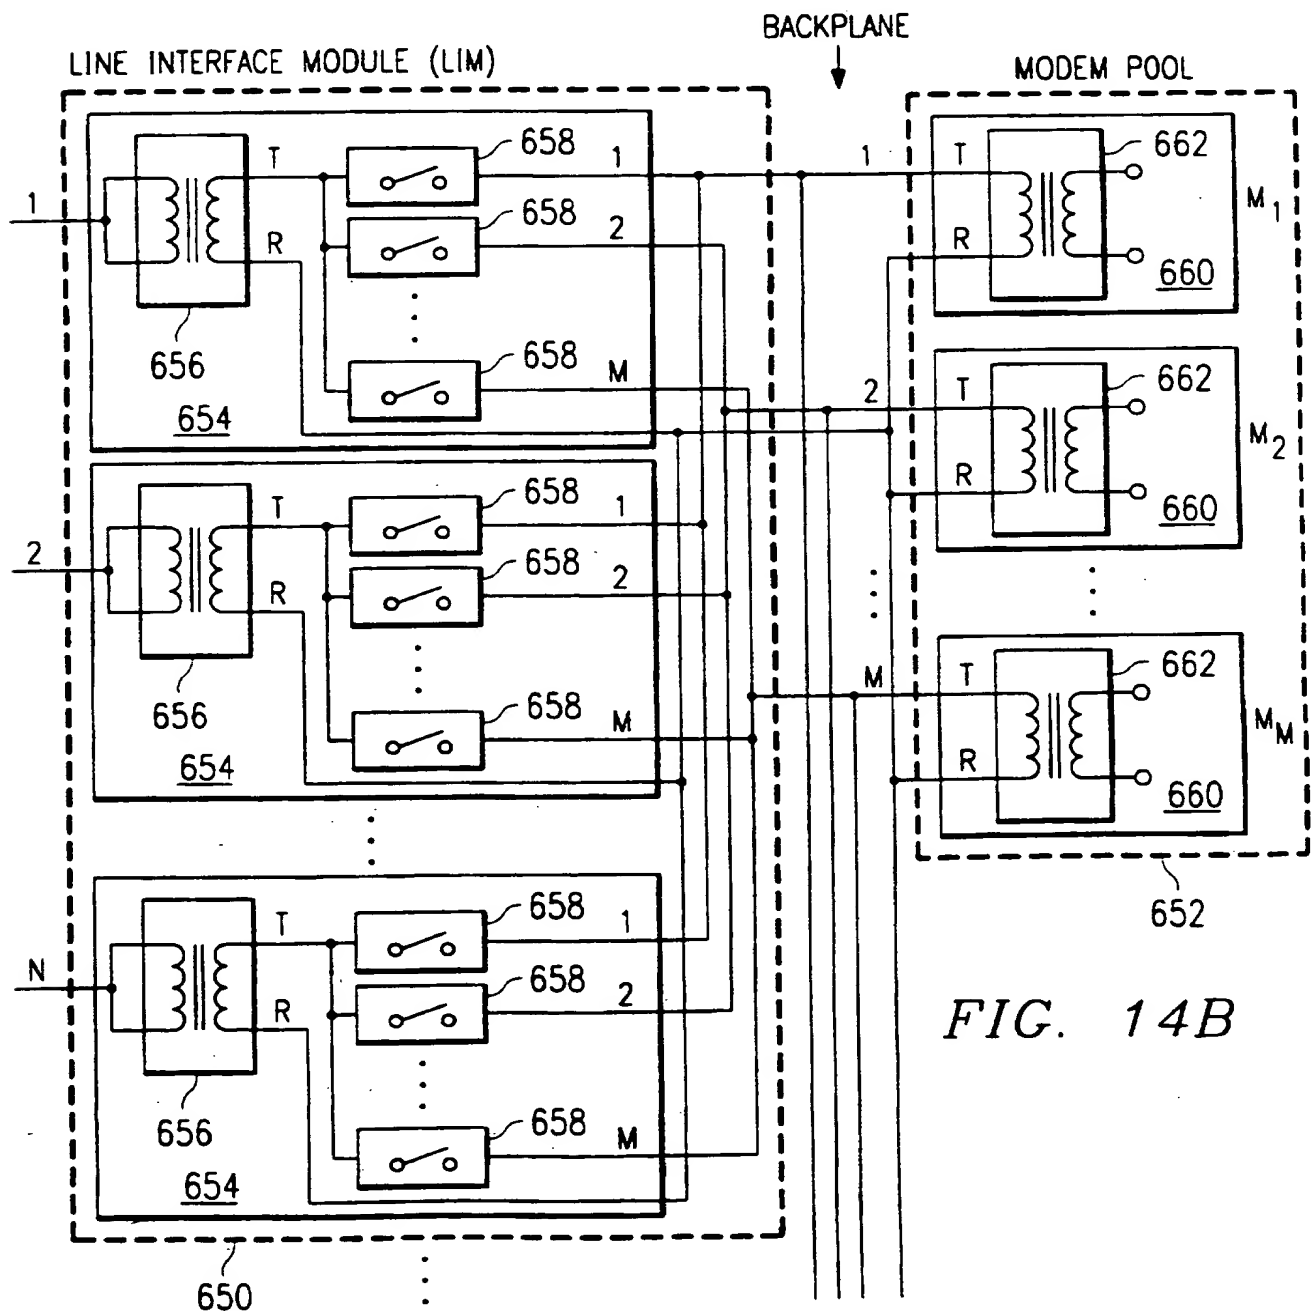 BACKPLANE
LINE INTERFACE MODULE (LIM)
MODEM POOL
1
T
R
656
654
658
1
658
2
658
M
1
T
R
662
660
M1
2
T
R
656
654
658
1
658
2
658
M
2
T
R
662
660
M2
M
T
R
662
660
MM
652
N
T
R
656
654
658
1
658
2
658
M
650
FIG. 14B